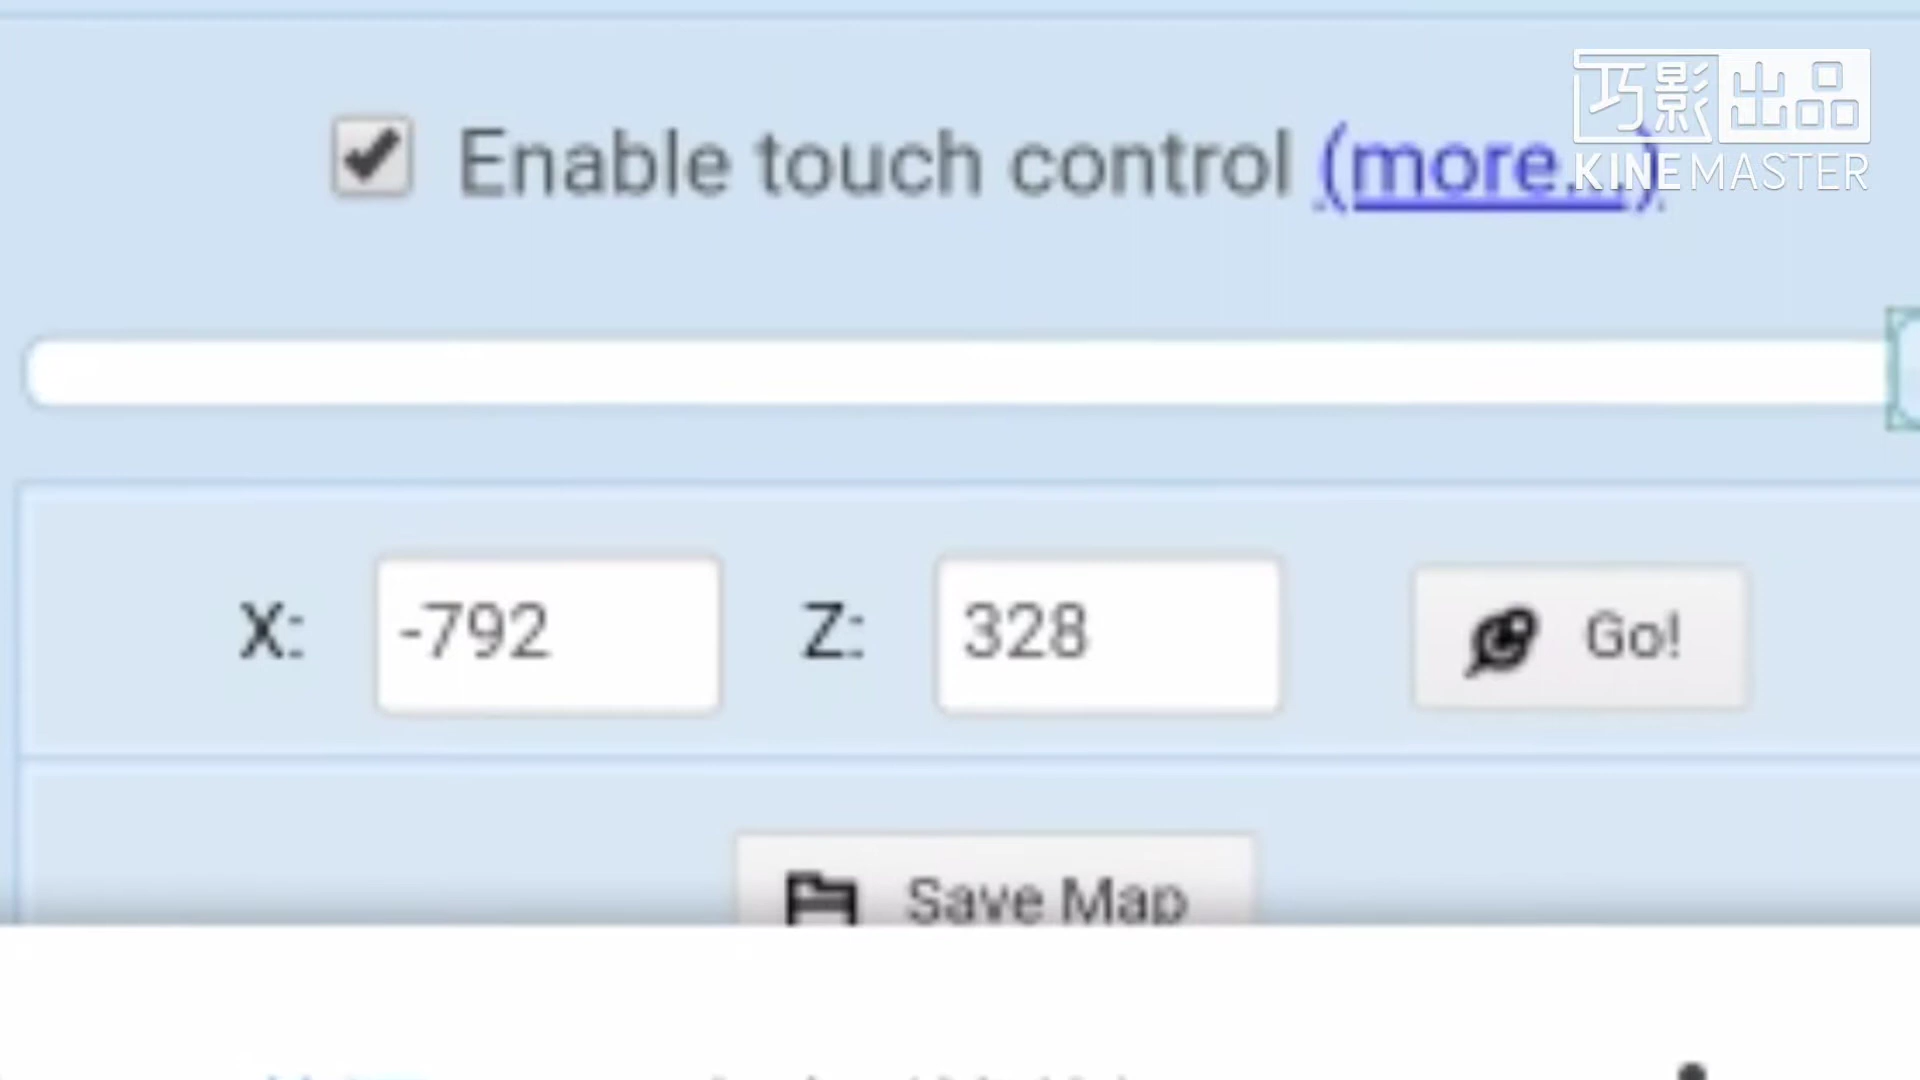 巧影出品
KINEMASTER
Enable touch control (more...)
X: -792 Z: 328 Go!
Save Map